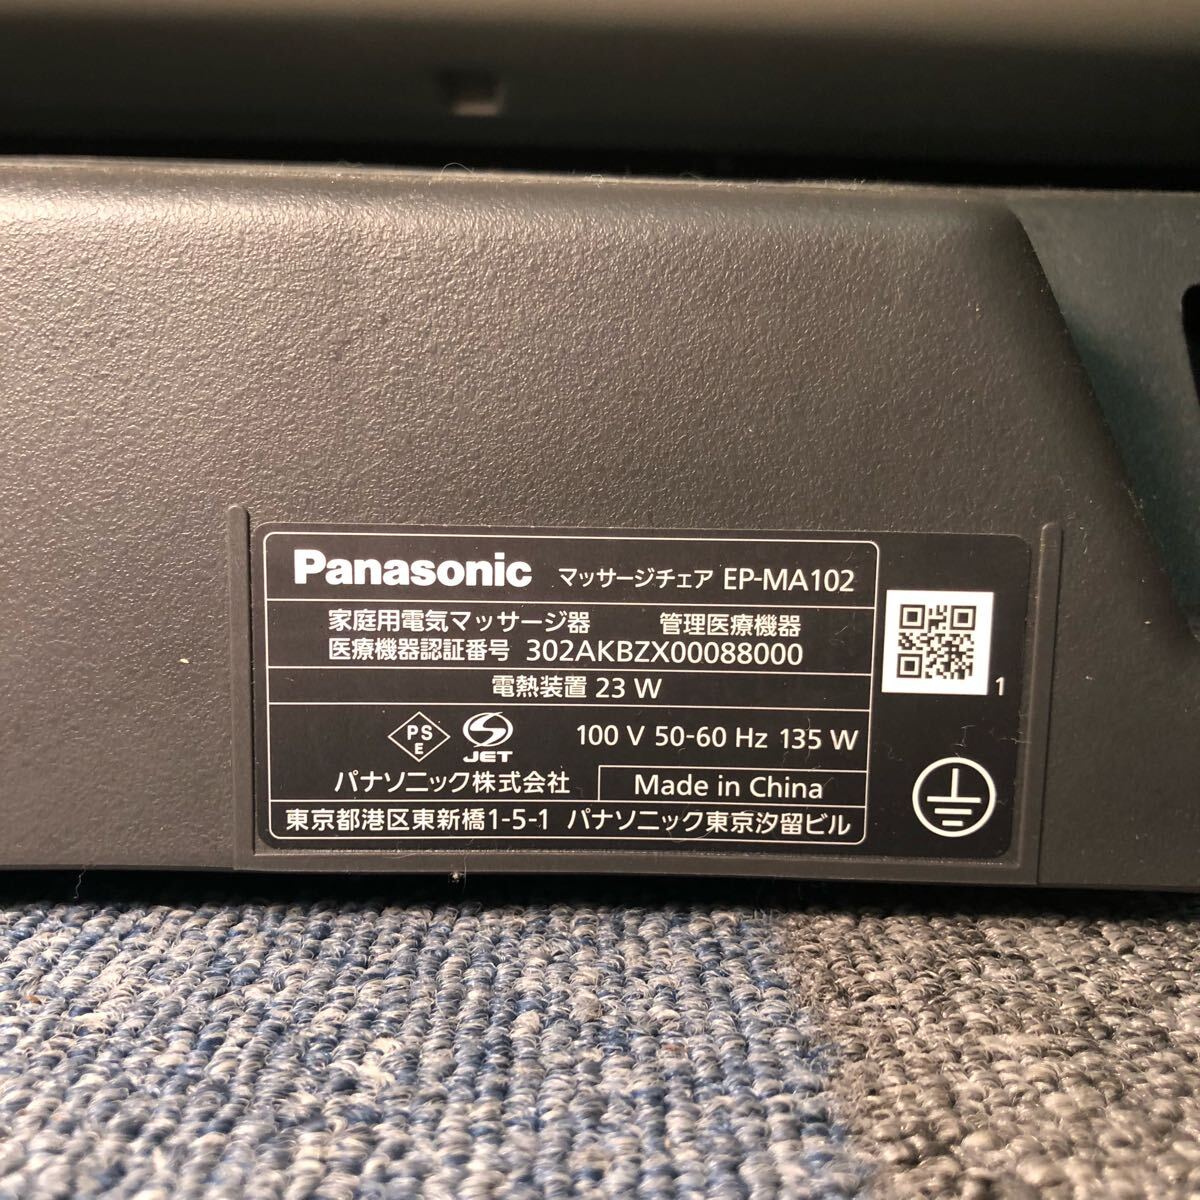 Panasonic マッサージチェア EP-MA102
家庭用電気マッサージ器 管理医療機器
医療機器認証番号 302AKBZX00088000
電熱装置 23 W
1
PS
E
JET
100 V 50-60 Hz 135 W
パナソニック株式会社
Made in China
東京都港区東新橋1-5-1 パナソニック東京汐留ビル